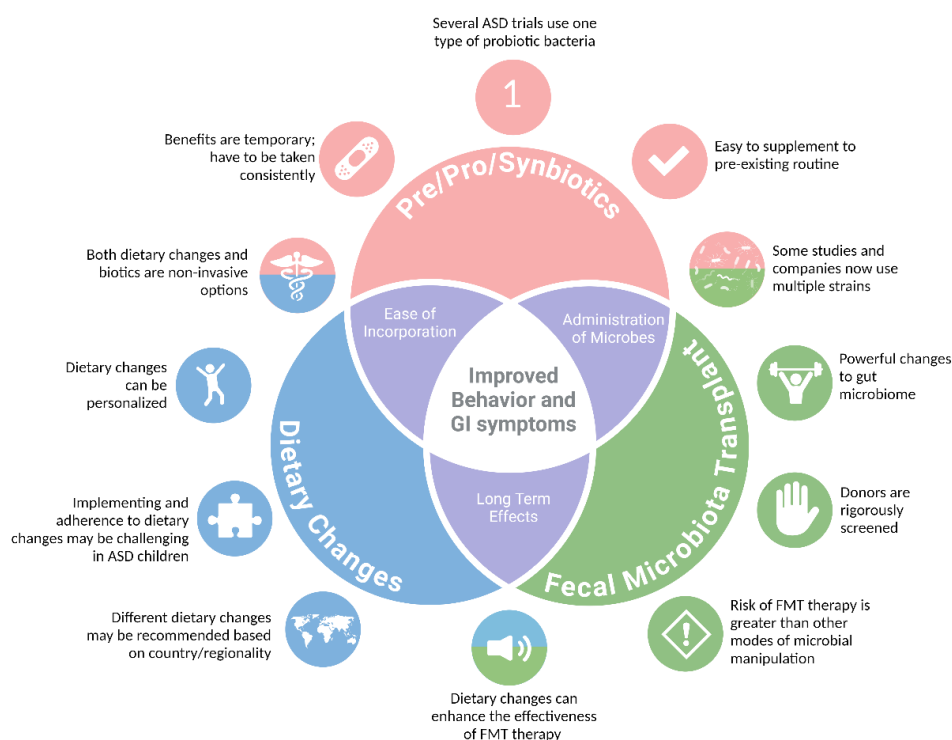 Several ASD trials use one
type of probiotic bacteria
1
Benefits are temporary;
have to be taken
consistently
Easy to supplement to
pre-existing routine
Pre/Pro/Synbiotics
Both dietary changes and
biotics are non-invasive
options
Some studies and
companies now use
multiple strains
Ease of
Incorporation
Administration
of Microbes
Improved
Behavior and
GI symptoms
Dietary changes
can be
personalized
Powerful changes
to gut
microbiome
Dietary Changes
Fecal Microbiota Transplant
Long Term
Effects
Implementing and
adherence to dietary
changes may be challenging
in ASD children
Donors are
rigorously
screened
Different dietary changes
may be recommended based
on country/regionality
Risk of FMT therapy is
greater than other
modes of microbial
manipulation
Dietary changes can
enhance the effectiveness
of FMT therapy